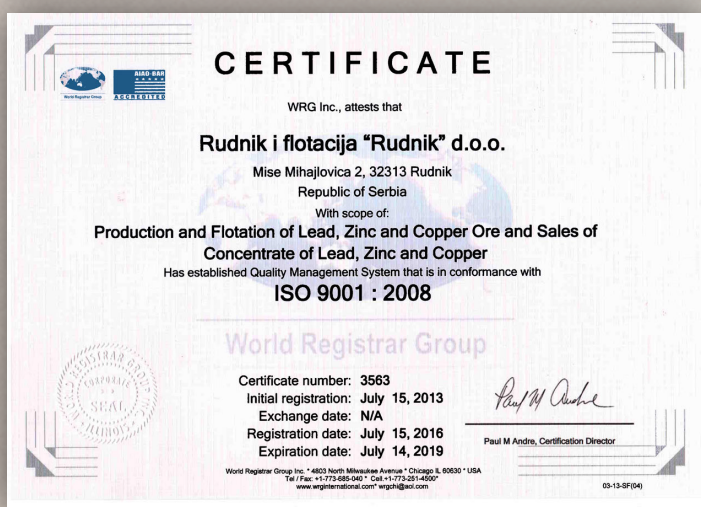 CERTIFICATE
World Registrar Group
AIAO-BAR
ACCREDITED
WRG Inc., attests that
Rudnik i flotacija “Rudnik” d.o.o.
Mise Mihajlovica 2, 32313 Rudnik
Republic of Serbia
With scope of:
Production and Flotation of Lead, Zinc and Copper Ore and Sales of
Concentrate of Lead, Zinc and Copper
Has established Quality Management System that is in conformance with
ISO 9001 : 2008
World Registrar Group
REGISTRAR GROUP
CORPORATE
SEAL
ILLINOIS
Certificate number: 3563
Initial registration: July 15, 2013
Exchange date: N/A
Registration date: July 15, 2016
Expiration date: July 14, 2019
Paul M Andre
Paul M Andre, Certification Director
World Registrar Group Inc. * 4803 North Milwaukee Avenue * Chicago IL 60630 * USA
Tel / Fax: +1-773-685-040 * Cell.+1-773-251-4500*
www.wrginternational.com* wrgchi@aol.com
03-13-SF(04)